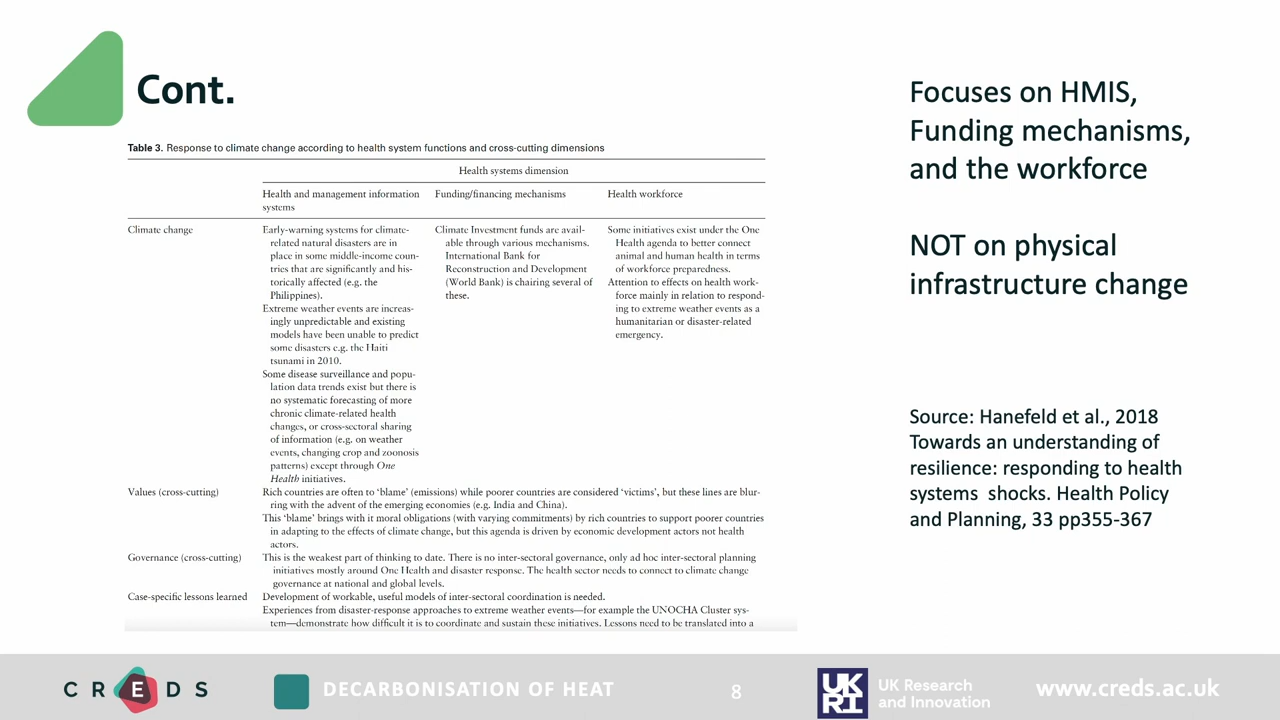 Cont.
Table 3. Response to climate change according to health system functions and cross-cutting dimensions
Health systems dimension
Health and management information
systems
Funding/financing mechanisms
Health workforce
Climate change
Early-warning systems for climate-
related natural disasters are in
place in some middle-income coun-
tries that are significantly and his-
torically affected (e.g. the
Philippines).
Extreme weather events are increas-
ingly unpredictable and existing
models have been unable to predict
some disasters e.g. the Haiti
tsunami in 2010.
Some disease surveillance and popu-
lation data trends exist but there is
no systematic forecasting of more
chronic climate-related health
changes, or cross-sectoral sharing
of information (e.g. on weather
events, changing crop and zoonosis
patterns) except through One
Health initiatives.
Climate Investment funds are avail-
able through various mechanisms.
International Bank for
Reconstruction and Development
(World Bank) is chairing several of
these.
Some initiatives exist under the One
Health agenda to better connect
animal and human health in terms
of workforce preparedness.
Attention to effects on health work-
force mainly in relation to respond-
ing to extreme weather events as a
humanitarian or disaster-related
emergency.
Values (cross-cutting)
Rich countries are often to ‘blame’ (emissions) while poorer countries are considered ‘victims’, but these lines are blur-
ring with the advent of the emerging economies (e.g. India and China).
This ‘blame’ brings with it moral obligations (with varying commitments) by rich countries to support poorer countries
in adapting to the effects of climate change, but this agenda is driven by economic development actors not health
actors.
Governance (cross-cutting)
This is the weakest part of thinking to date. There is no inter-sectoral governance, only ad hoc inter-sectoral planning
initiatives mostly around One Health and disaster response. The health sector needs to connect to climate change
governance at national and global levels.
Case-specific lessons learned
Development of workable, useful models of inter-sectoral coordination is needed.
Experiences from disaster-response approaches to extreme weather events—for example the UNOCHA Cluster sys-
tem—demonstrate how difficult it is to coordinate and sustain these initiatives. Lessons need to be translated into a
Focuses on HMIS,
Funding mechanisms,
and the workforce
NOT on physical
infrastructure change
Source: Hanefeld et al., 2018
Towards an understanding of
resilience: responding to health
systems shocks. Health Policy
and Planning, 33 pp355-367
CREDS
DECARBONISATION OF HEAT
8
UKRI
UK Research
and Innovation
www.creds.ac.uk